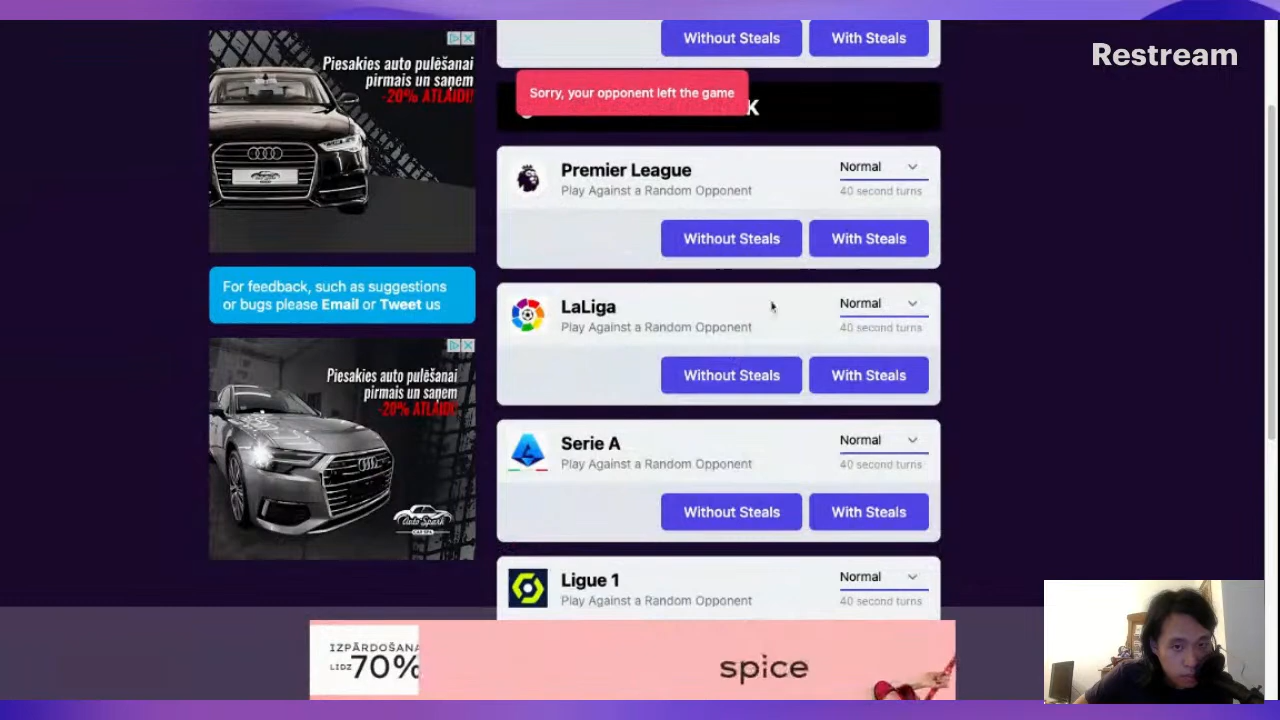 Without Steals
With Steals
Restream
Piesakies auto pulēšanai
pirmais un saņem
-20% ATLAIDI!
Sorry, your opponent left the game
K
Premier League
Normal
Play Against a Random Opponent
40 second turns
Without Steals
With Steals
For feedback, such as suggestions
or bugs please Email or Tweet us
LaLiga
Normal
Play Against a Random Opponent
40 second turns
Without Steals
With Steals
Piesakies auto pulēšanai
pirmais un saņem
-20% ATLAIDI!
Auto Spark
CAR SPA
Serie A
Normal
Play Against a Random Opponent
40 second turns
Without Steals
With Steals
Ligue 1
Normal
Play Against a Random Opponent
40 second turns
IZPĀRDOŠANA
LĪDZ 70%
spice